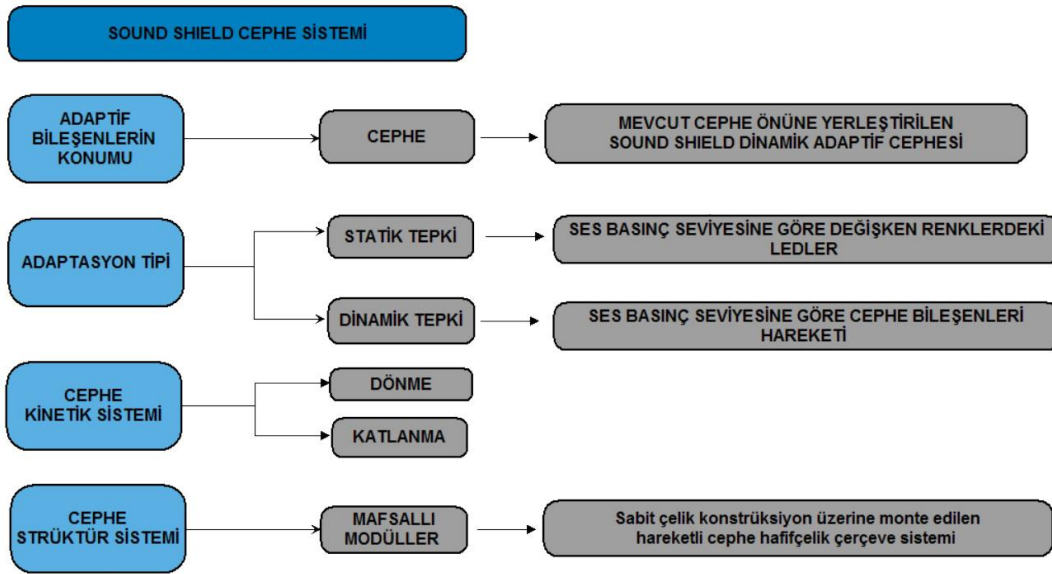 SOUND SHIELD CEPHE SİSTEMİ
ADAPTİF
BİLEŞENLERİN
KONUMU
CEPHE
MEVCUT CEPHE ÖNÜNE YERLEŞTİRİLEN
SOUND SHIELD DİNAMİK ADAPTİF CEPHESİ
ADAPTASYON TİPİ
STATİK TEPKİ
SES BASINÇ SEVİYESİNE GÖRE DEĞİŞKEN RENKLERDEKİ
LEDLER
DİNAMİK TEPKİ
SES BASINÇ SEVİYESİNE GÖRE CEPHE BİLEŞENLERİ
HAREKETİ
CEPHE
KİNETİK SİSTEMİ
DÖNME
KATLANMA
CEPHE
STRÜKTÜR SİSTEMİ
MAFSALLI
MODÜLLER
Sabit çelik konstrüksiyon üzerine monte edilen
hareketli cephe hafifçelik çerçeve sistemi